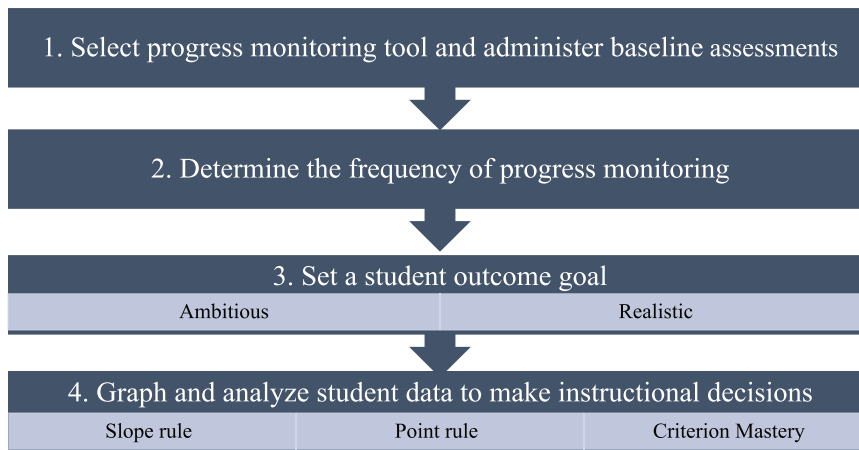 1. Select progress monitoring tool and administer baseline assessments
2. Determine the frequency of progress monitoring
3. Set a student outcome goal
Ambitious Realistic
4. Graph and analyze student data to make instructional decisions
Slope rule Point rule Criterion Mastery